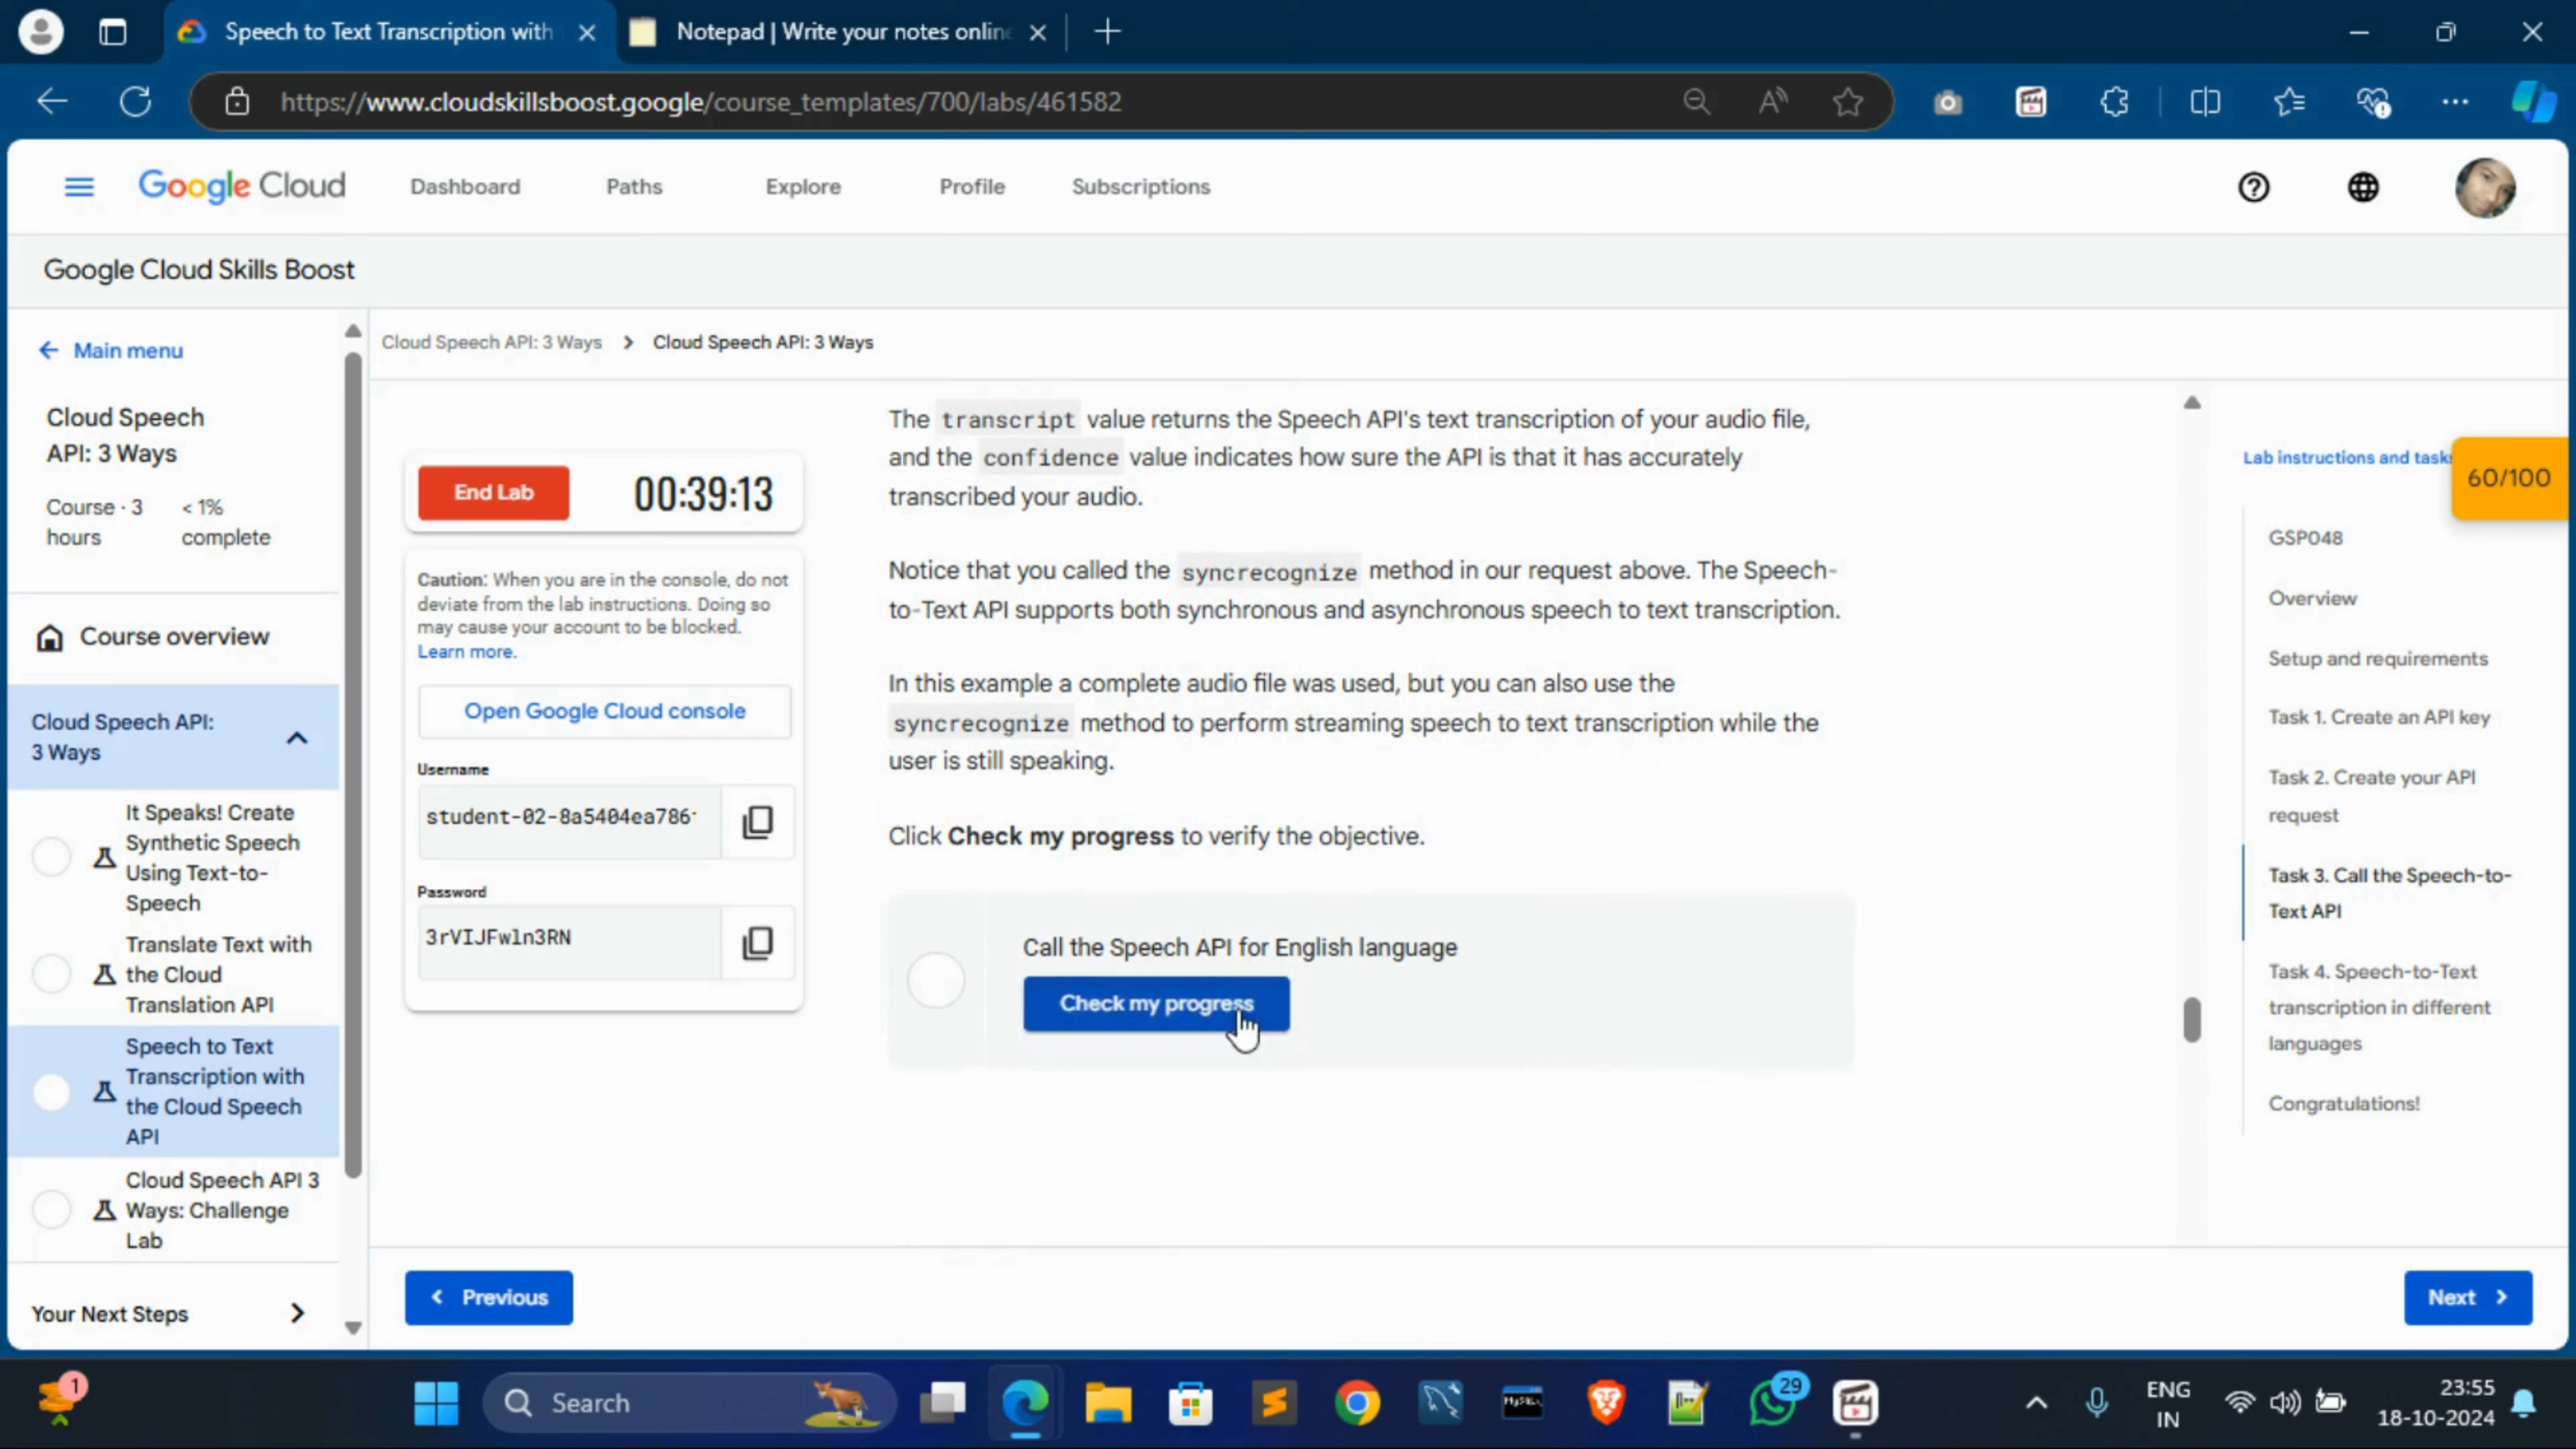 Speech to Text Transcription with
Notepad | Write your notes online
https://www.cloudskillsboost.google/course_templates/700/labs/461582
Google Cloud
Dashboard
Paths
Explore
Profile
Subscriptions
Google Cloud Skills Boost
Main menu
Cloud Speech
API: 3 Ways
Course · 3
hours
< 1%
complete
Course overview
Cloud Speech API:
3 Ways
It Speaks! Create
Synthetic Speech
Using Text-to-
Speech
Translate Text with
the Cloud
Translation API
Speech to Text
Transcription with
the Cloud Speech
API
Cloud Speech API 3
Ways: Challenge
Lab
Your Next Steps
Cloud Speech API: 3 Ways > Cloud Speech API: 3 Ways
End Lab
00:39:13
Caution: When you are in the console, do not
deviate from the lab instructions. Doing so
may cause your account to be blocked.
Learn more.
Open Google Cloud console
Username
student-02-8a5404ea786
Password
3rVIJFwln3RN
The transcript value returns the Speech API's text transcription of your audio file,
and the confidence value indicates how sure the API is that it has accurately
transcribed your audio.
Notice that you called the syncrecognize method in our request above. The Speech-
to-Text API supports both synchronous and asynchronous speech to text transcription.
In this example a complete audio file was used, but you can also use the
syncrecognize method to perform streaming speech to text transcription while the
user is still speaking.
Click Check my progress to verify the objective.
Call the Speech API for English language
Check my progress
Lab instructions and tasks
60/100
GSP048
Overview
Setup and requirements
Task 1. Create an API key
Task 2. Create your API
request
Task 3. Call the Speech-to-
Text API
Task 4. Speech-to-Text
transcription in different
languages
Congratulations!
Previous
Next
1
Search
MySQL
29
ENG
IN
23:55
18-10-2024